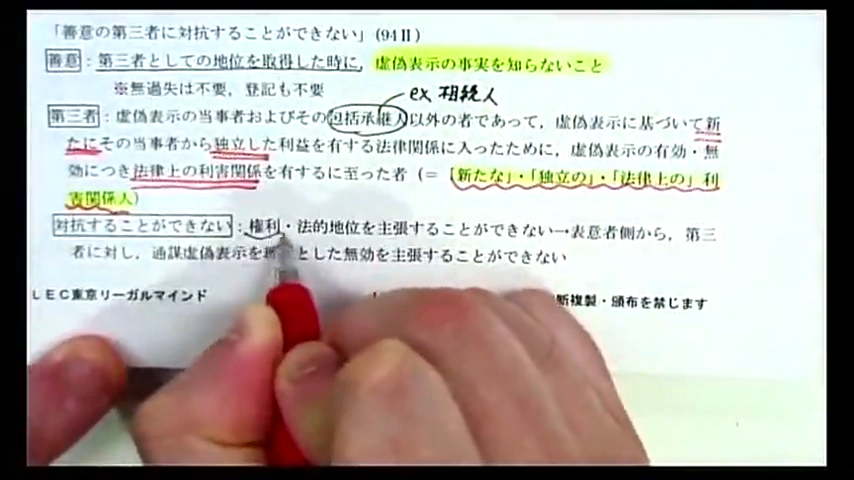 「善意の第三者に対抗することができない」(94Ⅱ)
善意：第三者としての地位を取得した時に，虚偽表示の事実を知らないこと
※無過失は不要，登記も不要
ex 相続人
第三者：虚偽表示の当事者およびその包括承継人以外の者であって，虚偽表示に基づいて新
たにその当事者から独立した利益を有する法律関係に入ったために，虚偽表示の有効・無
効につき法律上の利害関係を有するに至った者（＝「新たな」・「独立の」・「法律上の」利
害関係人）
対抗することができない：権利・法的地位を主張することができない→表意者側から，第三
者に対し，通謀虚偽表示を とした無効を主張することができない
LEC東京リーガルマインド
断複製・頒布を禁じます